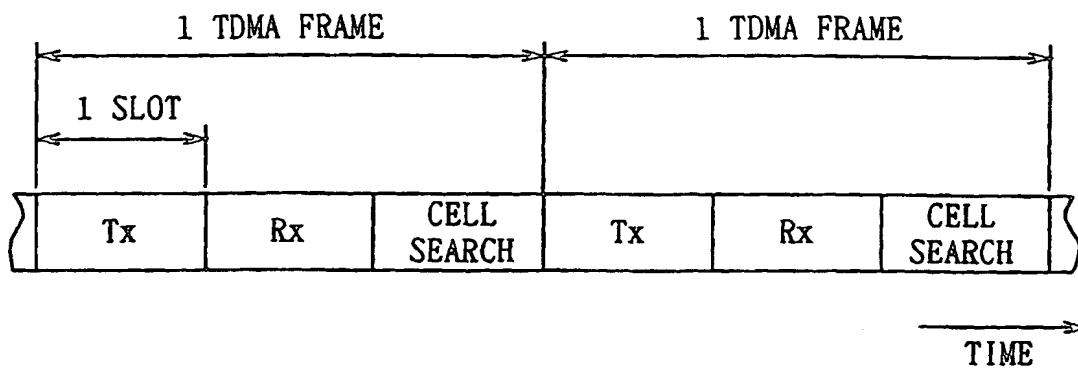 1 TDMA FRAME
1 TDMA FRAME
1 SLOT
Tx
Rx
CELL
SEARCH
Tx
Rx
CELL
SEARCH
TIME